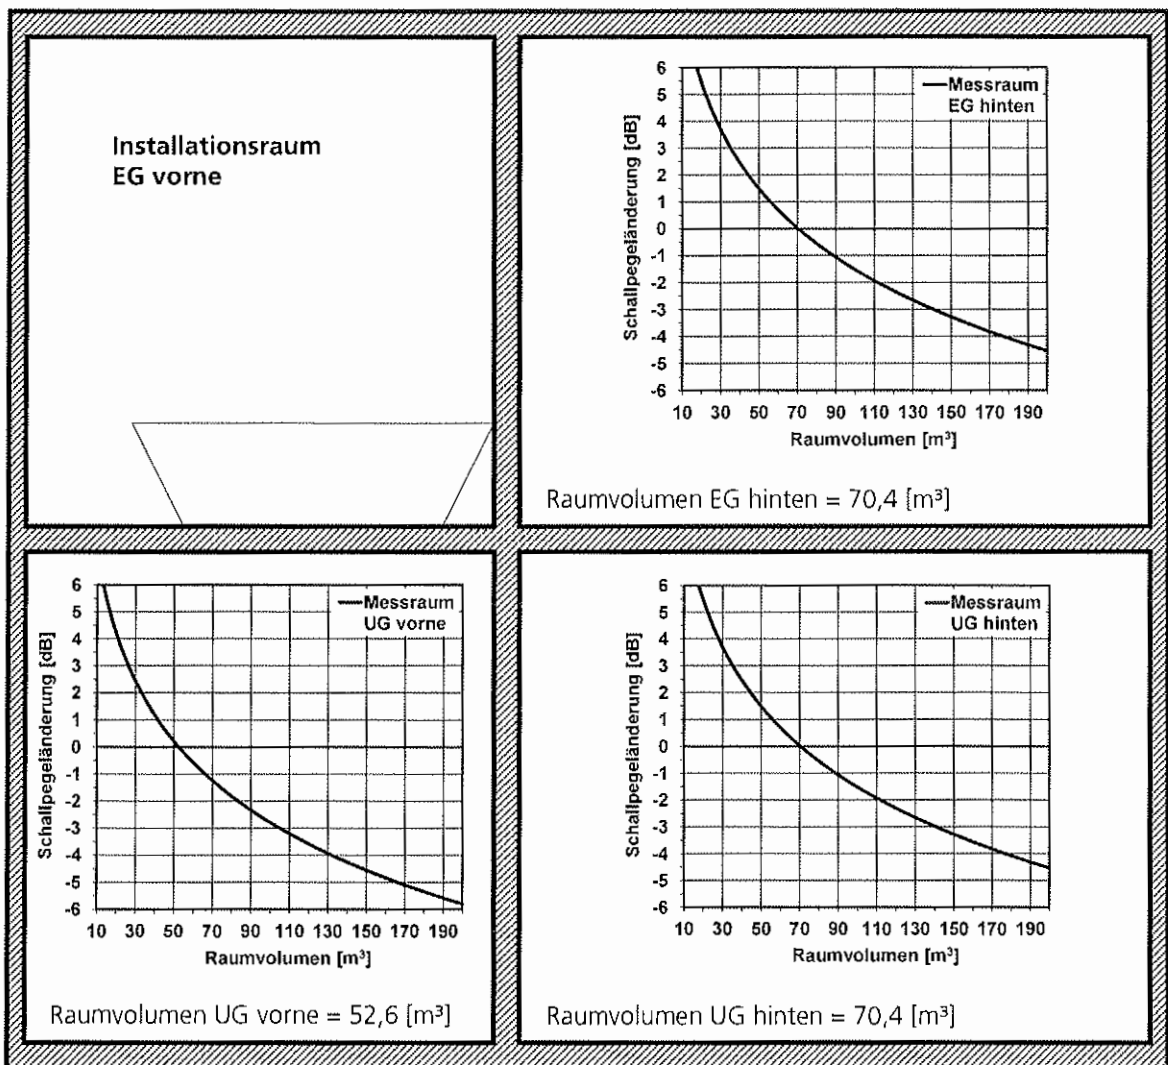 Installationsraum
EG vorne
Schallpegeländerung [dB]
6
5
4
3
2
1
0
-1
-2
-3
-4
-5
-6
Messraum
EG hinten
10 30 50 70 90 110 130 150 170 190
Raumvolumen [m³]
Raumvolumen EG hinten = 70,4 [m³]
Schallpegeländerung [dB]
6
5
4
3
2
1
0
-1
-2
-3
-4
-5
-6
Messraum
UG vorne
10 30 50 70 90 110 130 150 170 190
Raumvolumen [m³]
Raumvolumen UG vorne = 52,6 [m³]
Schallpegeländerung [dB]
6
5
4
3
2
1
0
-1
-2
-3
-4
-5
-6
Messraum
UG hinten
10 30 50 70 90 110 130 150 170 190
Raumvolumen [m³]
Raumvolumen UG hinten = 70,4 [m³]